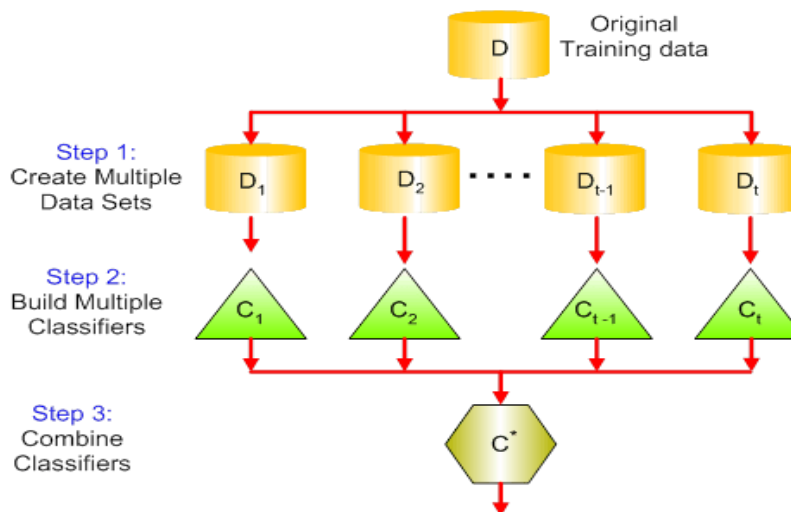 D
Original
Training data
Step 1:
Create Multiple
Data Sets
D₁
D₂
····
Dₜ₋₁
Dₜ
Step 2:
Build Multiple
Classifiers
C₁
C₂
Cₜ₋₁
Cₜ
Step 3:
Combine
Classifiers
C*